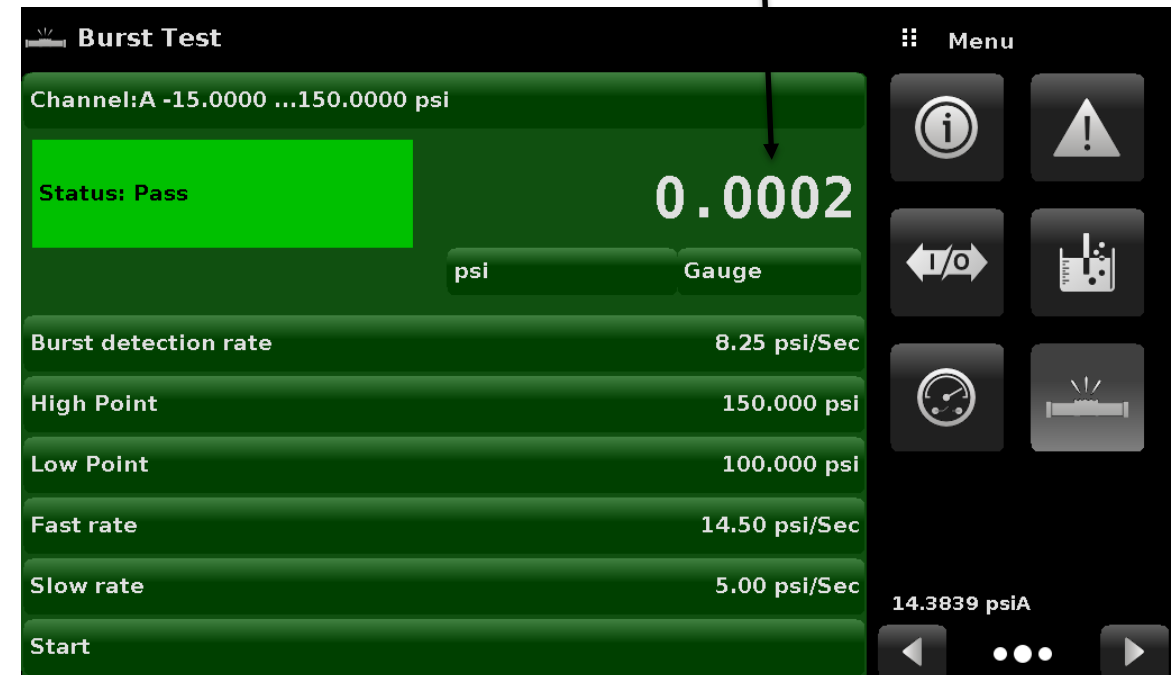 Burst Test
Menu
Channel:A -15.0000 ...150.0000 psi
Status: Pass
0.0002
psi
Gauge
Burst detection rate 8.25 psi/Sec
High Point 150.000 psi
Low Point 100.000 psi
Fast rate 14.50 psi/Sec
Slow rate 5.00 psi/Sec
Start
I/O
14.3839 psiA